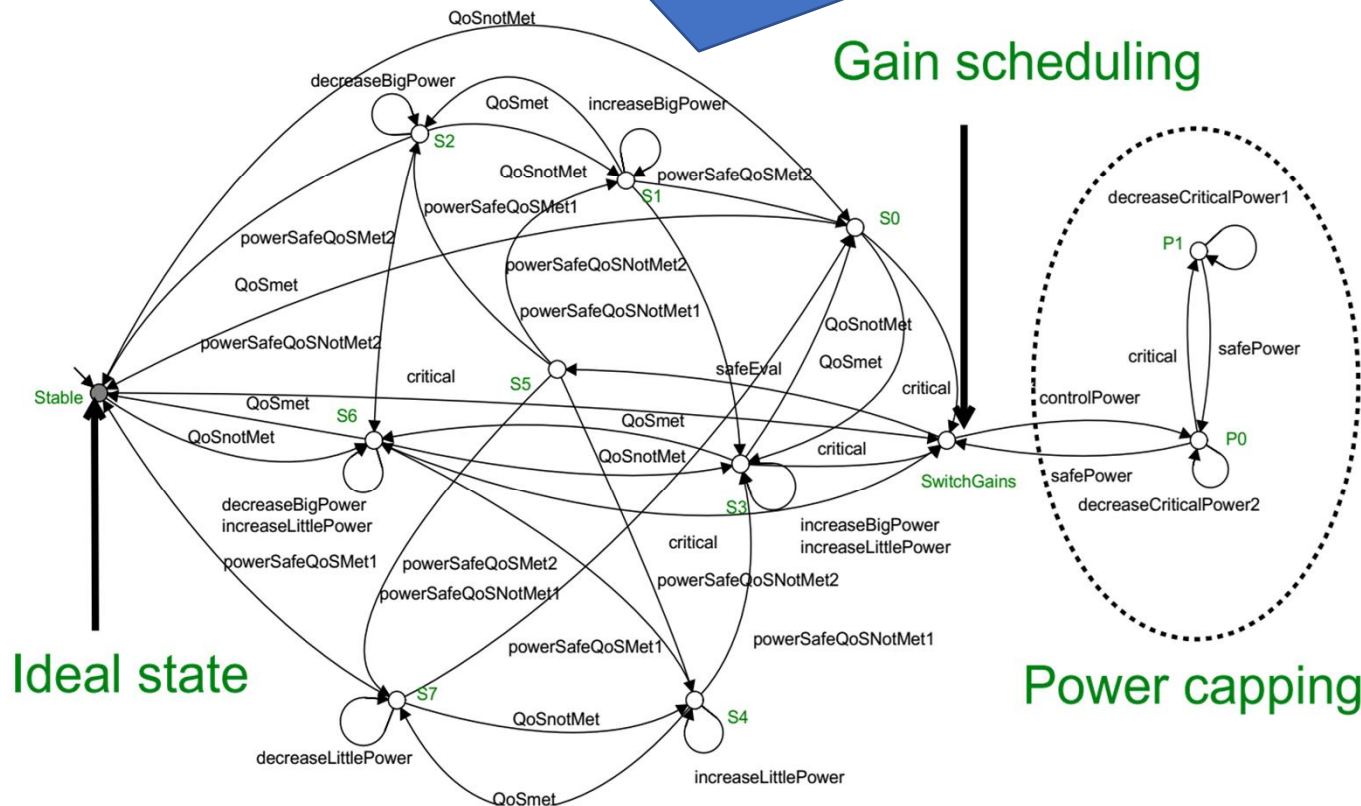 QoSnotMet
Gain scheduling
decreaseBigPower
QoSmet
increaseBigPower
S2
QoSnotMet
powerSafeQoSMet2
S1
decreaseCriticalPower1
powerSafeQoSMet1
S0
powerSafeQoSMet2
P1
powerSafeQoSNotMet2
QoSmet
powerSafeQoSNotMet1
QoSnotMet
powerSafeQoSNotMet2
critical
safePower
QoSmet
safeEval
critical
S5
critical
Stable
controlPower
QoSmet
S6
QoSmet
QoSnotMet
critical
P0
QoSnotMet
safePower
SwitchGains
S3
decreaseCriticalPower2
decreaseBigPower
increaseLittlePower
increaseBigPower
increaseLittlePower
critical
powerSafeQoSMet1
powerSafeQoSMet2
powerSafeQoSNotMet2
powerSafeQoSNotMet1
powerSafeQoSNotMet1
powerSafeQoSMet1
Ideal state
Power capping
S7
QoSnotMet
S4
decreaseLittlePower
increaseLittlePower
QoSmet